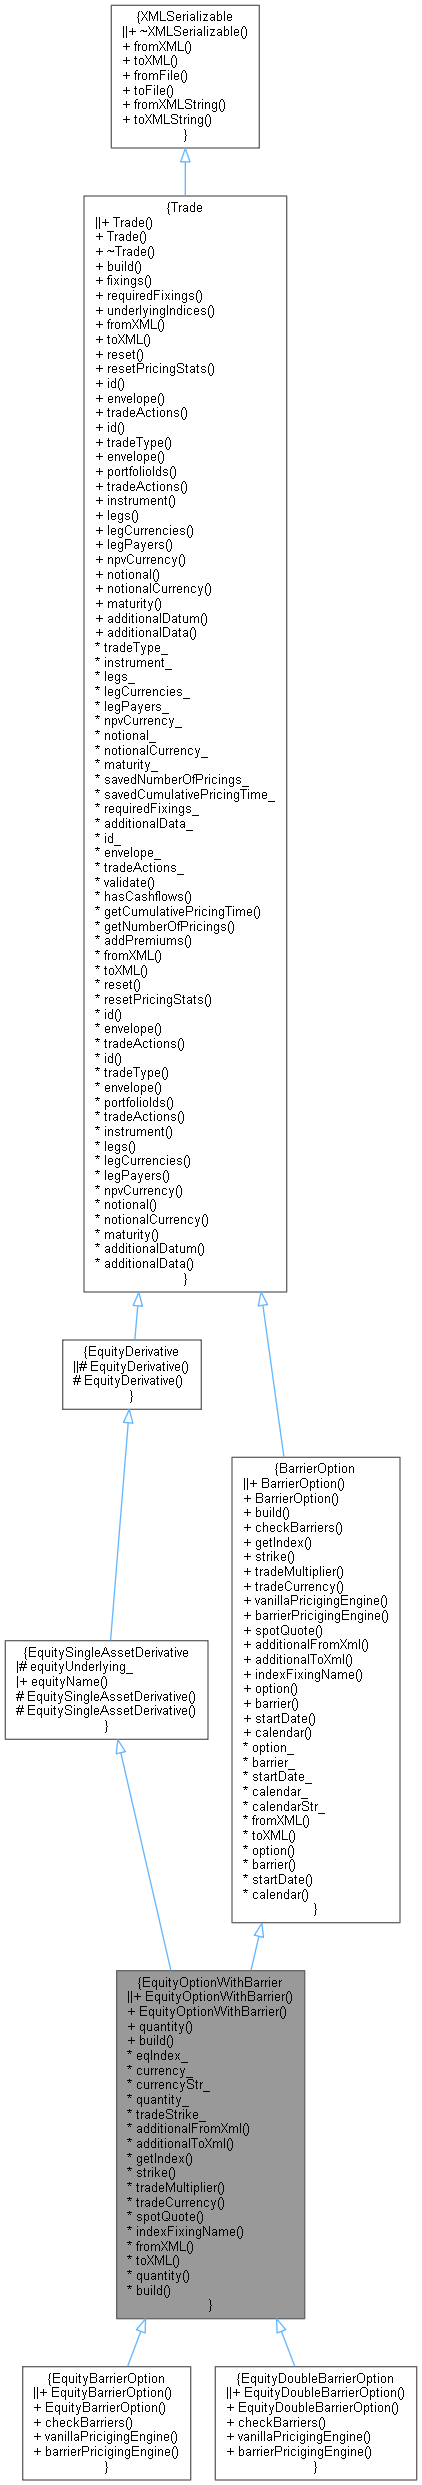 {XMLSerializable
||+ ~XMLSerializable()
+ fromXML()
+ toXML()
+ fromFile()
+ toFile()
+ fromXMLString()
+ toXMLString()
}
{Trade
||+ Trade()
+ Trade()
+ ~Trade()
+ build()
+ fixings()
+ requiredFixings()
+ underlyingIndices()
+ fromXML()
+ toXML()
+ reset()
+ resetPricingStats()
+ id()
+ envelope()
+ tradeActions()
+ id()
+ tradeType()
+ envelope()
+ portfolioIds()
+ tradeActions()
+ instrument()
+ legs()
+ legCurrencies()
+ legPayers()
+ npvCurrency()
+ notional()
+ notionalCurrency()
+ maturity()
+ additionalDatum()
+ additionalData()
* tradeType_
* instrument_
* legs_
* legCurrencies_
* legPayers_
* npvCurrency_
* notional_
* notionalCurrency_
* maturity_
* savedNumberOfPricings_
* savedCumulativePricingTime_
* requiredFixings_
* additionalData_
* id_
* envelope_
* tradeActions_
* validate()
* hasCashflows()
* getCumulativePricingTime()
* getNumberOfPricings()
* addPremiums()
* fromXML()
* toXML()
* reset()
* resetPricingStats()
* id()
* envelope()
* tradeActions()
* id()
* tradeType()
* envelope()
* portfolioIds()
* tradeActions()
* instrument()
* legs()
* legCurrencies()
* legPayers()
* npvCurrency()
* notional()
* notionalCurrency()
* maturity()
* additionalDatum()
* additionalData()
}
{EquityDerivative
||# EquityDerivative()
# EquityDerivative()
}
{BarrierOption
||+ BarrierOption()
+ BarrierOption()
+ build()
+ checkBarriers()
+ getIndex()
+ strike()
+ tradeMultiplier()
+ tradeCurrency()
+ vanillaPricigingEngine()
+ barrierPricigingEngine()
+ spotQuote()
+ additionalFromXml()
+ additionalToXml()
+ indexFixingName()
+ option()
+ barrier()
+ startDate()
+ calendar()
* option_
* barrier_
* startDate_
* calendar_
* calendarStr_
* fromXML()
* toXML()
* option()
* barrier()
* startDate()
* calendar()
}
{EquitySingleAssetDerivative
|# equityUnderlying_
|+ equityName()
# EquitySingleAssetDerivative()
# EquitySingleAssetDerivative()
}
{EquityOptionWithBarrier
||+ EquityOptionWithBarrier()
+ EquityOptionWithBarrier()
+ quantity()
+ build()
* eqIndex_
* currency_
* currencyStr_
* quantity_
* tradeStrike_
* additionalFromXml()
* additionalToXml()
* getIndex()
* strike()
* tradeMultiplier()
* tradeCurrency()
* spotQuote()
* indexFixingName()
* fromXML()
* toXML()
* quantity()
* build()
}
{EquityBarrierOption
||+ EquityBarrierOption()
+ EquityBarrierOption()
+ checkBarriers()
+ vanillaPricigingEngine()
+ barrierPricigingEngine()
}
{EquityDoubleBarrierOption
||+ EquityDoubleBarrierOption()
+ EquityDoubleBarrierOption()
+ checkBarriers()
+ vanillaPricigingEngine()
+ barrierPricigingEngine()
}